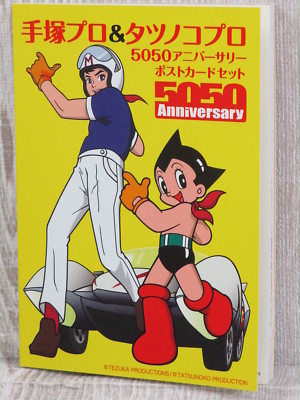 手塚プロ&タツノコプロ
5050アニバーサリー
ポストカードセット
5050
Anniversary
M
©TEZUKA PRODUCTIONS/©TATSUNOKO PRODUCTION